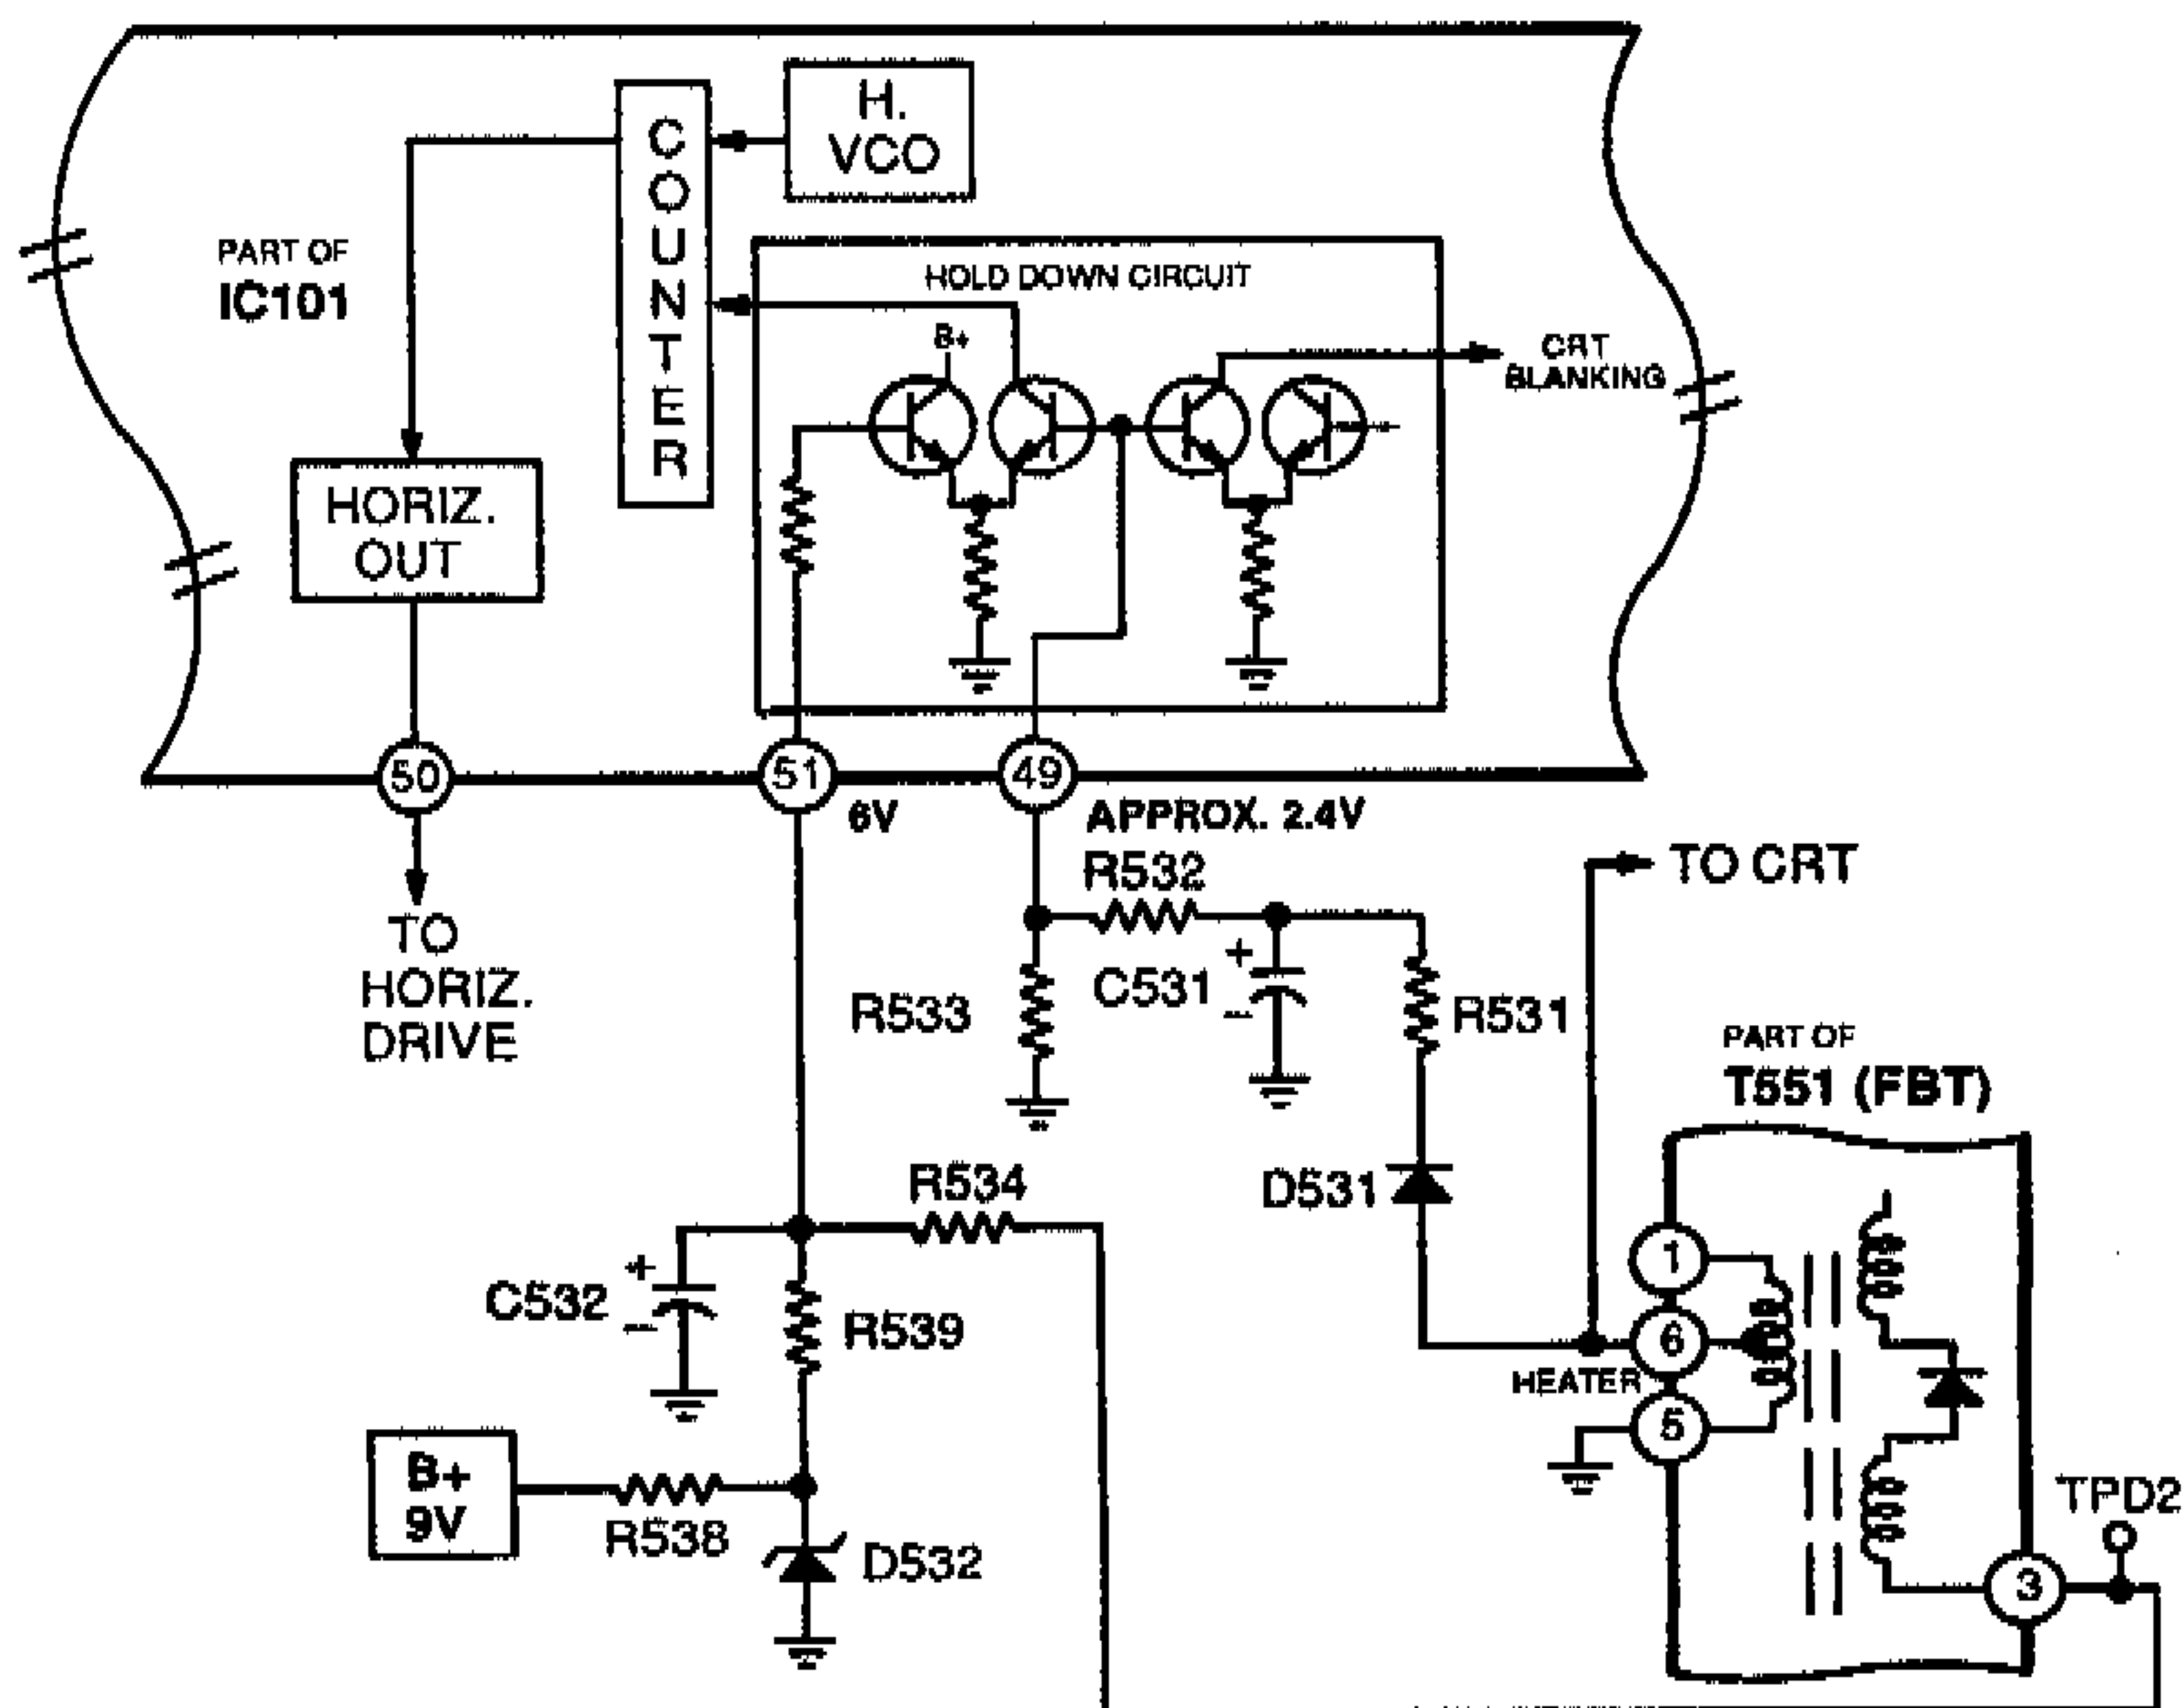 H.
VCO
COUNTER
PART OF
IC101
HOLD DOWN CIRCUIT
B+
CRT
BLANKING
HORIZ.
OUT
50
51
49
6V
APPROX. 2.4V
TO
HORIZ.
DRIVE
R532
TO CRT
R533
C531
+
−
R531
PART OF
T551 (FBT)
D531
R534
C532
+
−
R539
1
6
HEATER
5
B+
9V
R538
D532
TPD2
3